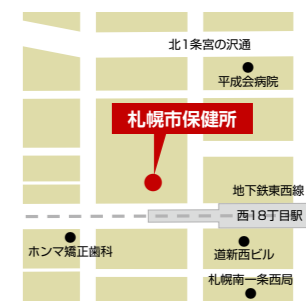 北1条宮の沢通
平成会病院
札幌市保健所
地下鉄東西線
西18丁目駅
ホンマ矯正歯科
道新西ビル
札幌南一条西局